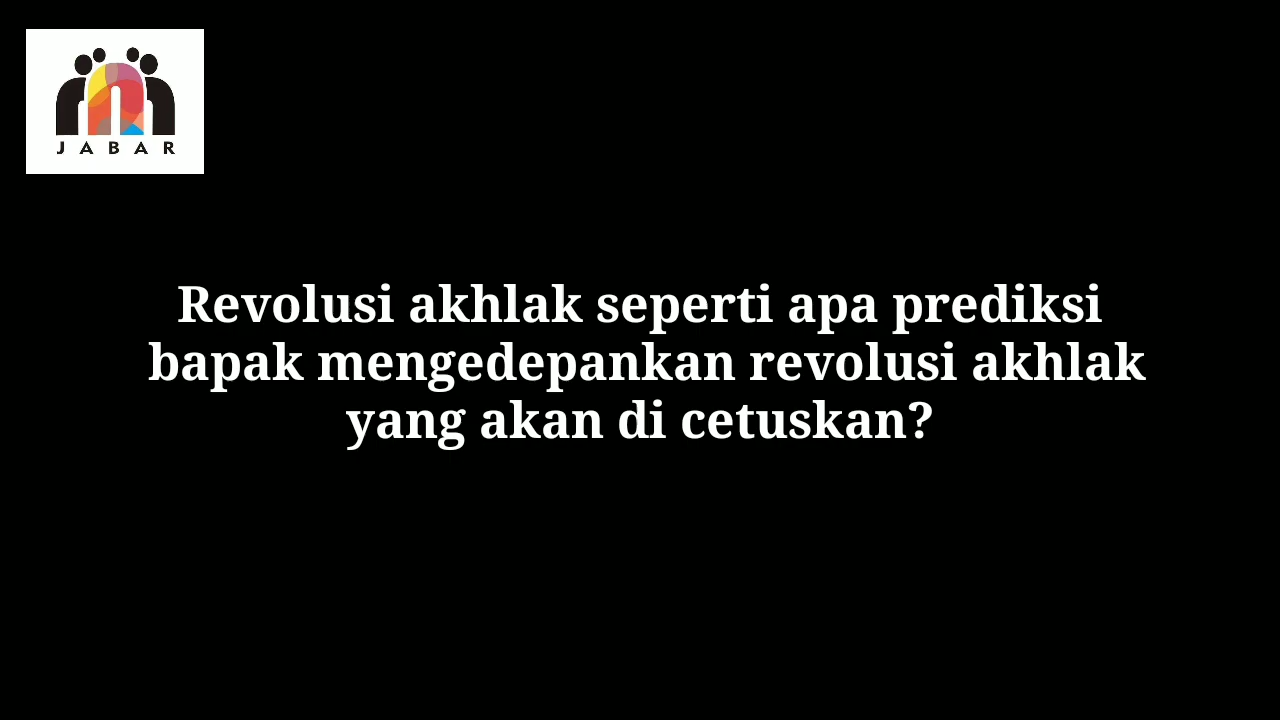 JABAR
Revolusi akhlak seperti apa prediksi
bapak mengedepankan revolusi akhlak
yang akan di cetuskan?